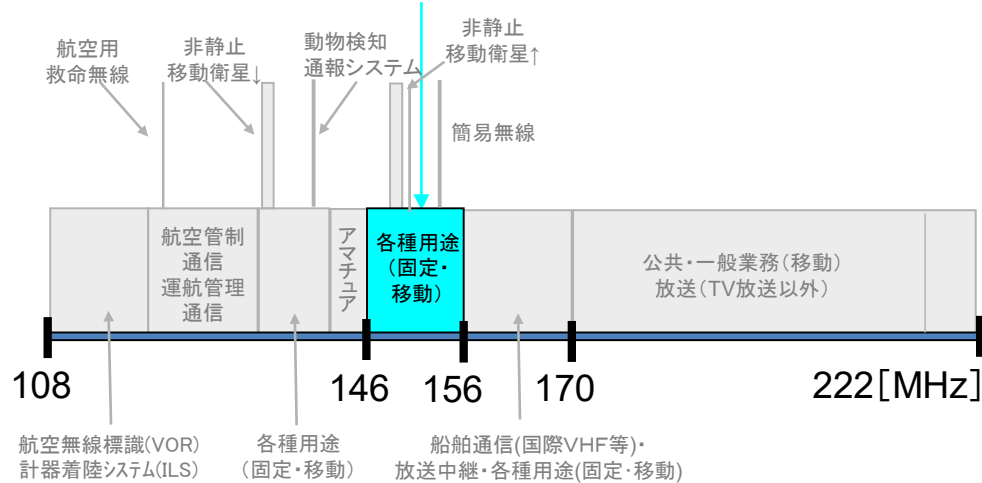 航空用
救命無線
非静止
移動衛星↓
動物検知
通報システム
非静止
移動衛星↑
簡易無線
航空管制
通信
運航管理
通信
アマチュア
各種用途
(固定・
移動)
公共・一般業務(移動)
放送(TV放送以外)
108
146
156
170
222[MHz]
航空無線標識(VOR)
計器着陸システム(ILS)
各種用途
(固定・移動)
船舶通信(国際VHF等)・
放送中継・各種用途(固定・移動)